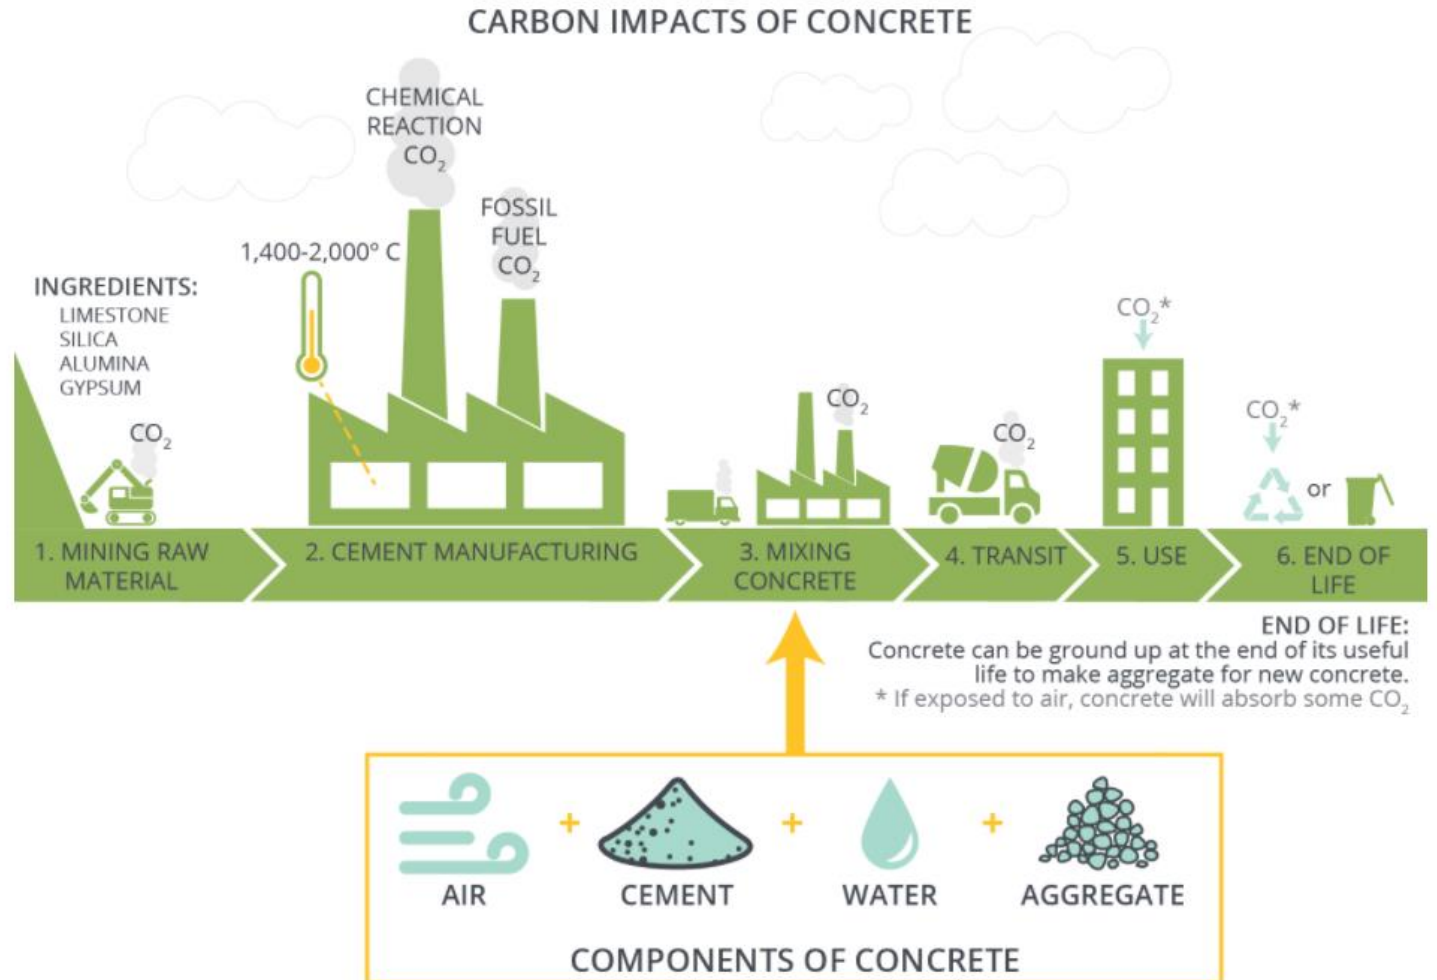 CARBON IMPACTS OF CONCRETE
CHEMICAL
REACTION
CO₂
FOSSIL
FUEL
CO₂
1,400-2,000º C
INGREDIENTS:
LIMESTONE
SILICA
ALUMINA
GYPSUM
CO₂
CO₂
CO₂
CO₂*
CO₂*
or
1. MINING RAW
MATERIAL
2. CEMENT MANUFACTURING
3. MIXING
CONCRETE
4. TRANSIT
5. USE
6. END OF
LIFE
END OF LIFE:
Concrete can be ground up at the end of its useful
life to make aggregate for new concrete.
* If exposed to air, concrete will absorb some CO₂
+
+
+
AIR
CEMENT
WATER
AGGREGATE
COMPONENTS OF CONCRETE